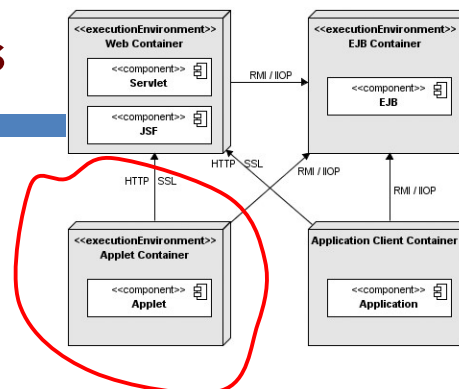 s
<<executionEnvironment>>
Web Container
<<component>>
Servlet
<<component>>
JSF
RMI / IIOP
<<executionEnvironment>>
EJB Container
<<component>>
EJB
HTTP SSL
HTTP SSL
RMI / IIOP
RMI / IIOP
<<executionEnvironment>>
Applet Container
<<component>>
Applet
Application Client Container
<<component>>
Application